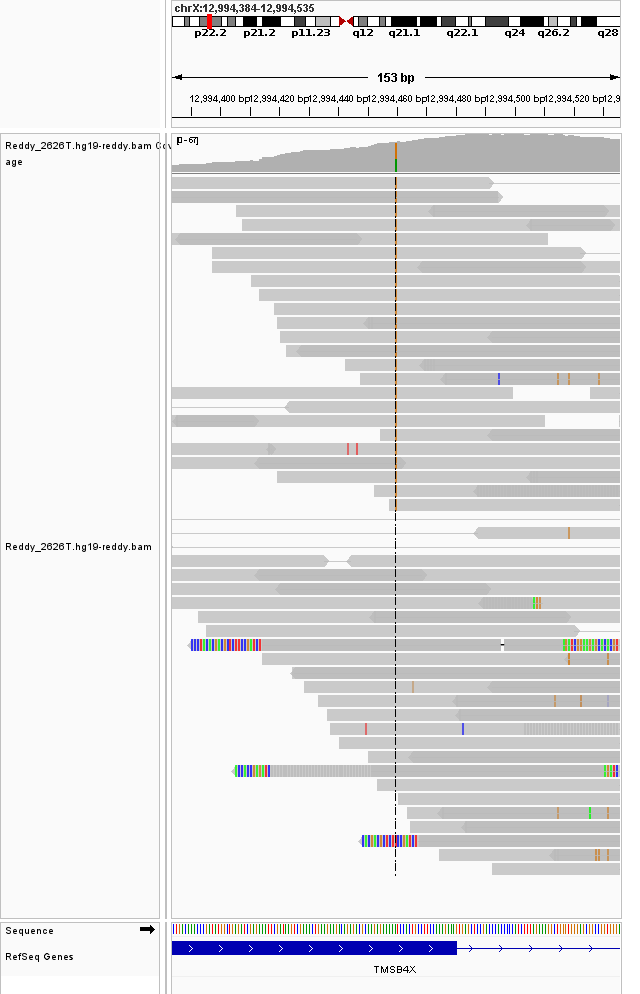 chrX:12,994,384-12,994,535
p22.2 p21.2 p11.23 q12 q21.1 q22.1 q24 q26.2 q28
153 bp
12,994,400 bp 12,994,420 bp 12,994,440 bp 12,994,460 bp 12,994,480 bp 12,994,500 bp 12,994,520 bp 12,9
Reddy_2626T.hg19-reddy.bam Cov
age
[0 - 67]
Reddy_2626T.hg19-reddy.bam
Sequence
RefSeq Genes
TMSB4X